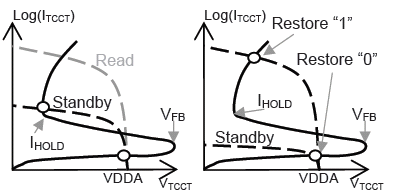 Log(ITCCT)
Read
Standby
VFB
IHOLD
VDDA
VTCCT
Log(ITCCT)
Restore “1”
Restore “0”
IHOLD
VFB
Standby
VDDA
VTCCT